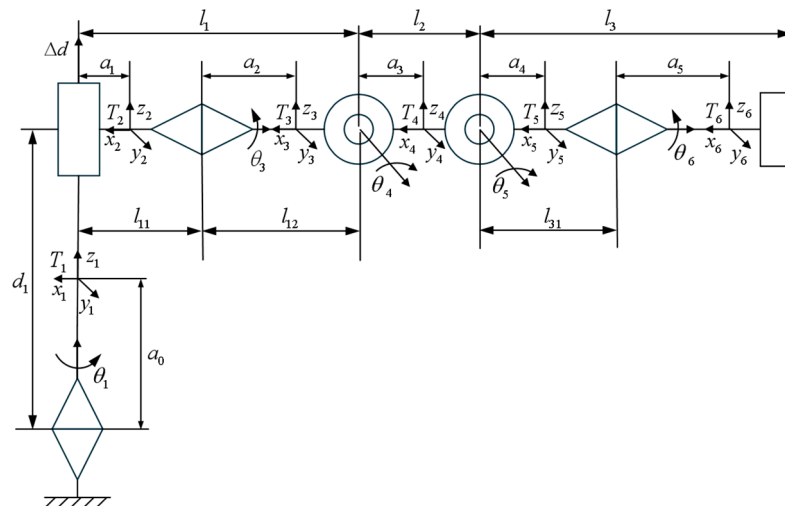 l₁ l₂ l₃
Δd
a₁ a₂ a₃ a₄ a₅
T₂ z₂ T₃ z₃ T₄ z₄ T₅ z₅ T₆ z₆
x₂ y₂ θ₃ x₃ y₃ x₄ y₄ x₅ y₅ θ₆ x₆ y₆
θ₄ θ₅
l₁₁ l₁₂ l₃₁
T₁ z₁
d₁ x₁ y₁
a₀
θ₁